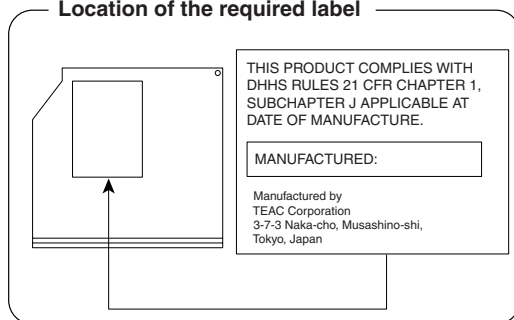 Location of the required label
THIS PRODUCT COMPLIES WITH
DHHS RULES 21 CFR CHAPTER 1,
SUBCHAPTER J APPLICABLE AT
DATE OF MANUFACTURE.
MANUFACTURED:
Manufactured by
TEAC Corporation
3-7-3 Naka-cho, Musashino-shi,
Tokyo, Japan